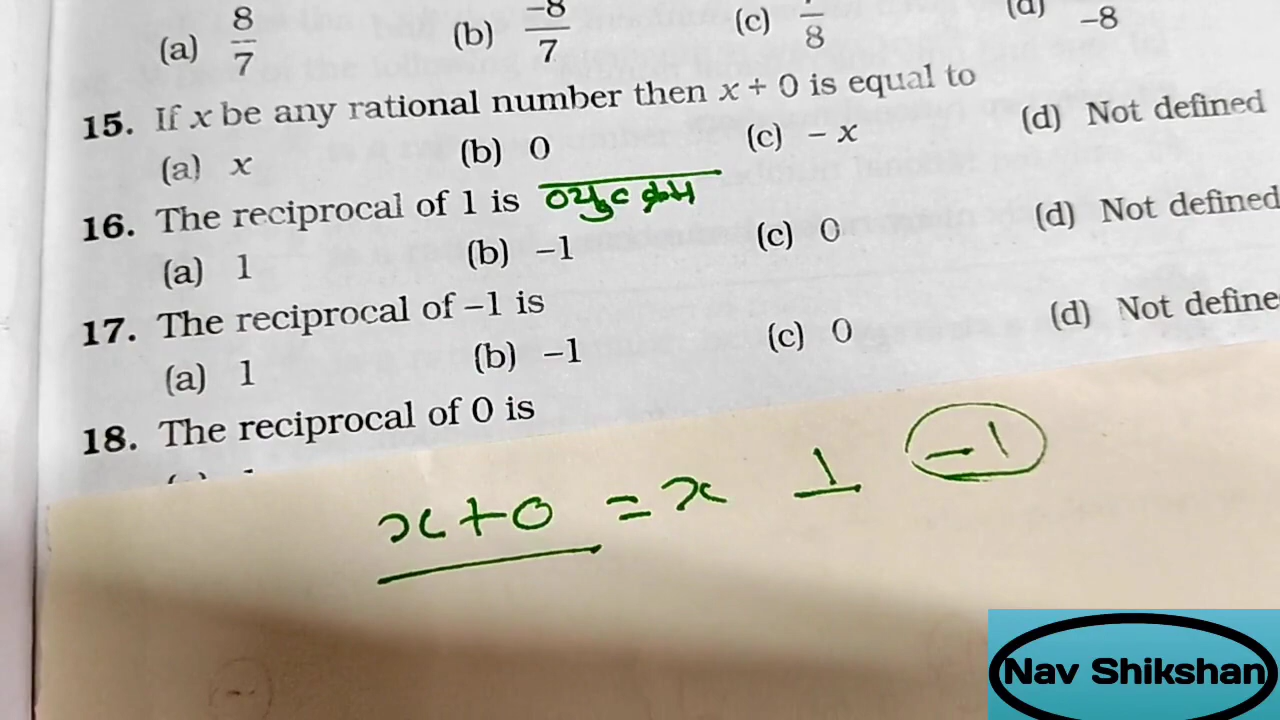 (a) 8/7 (b) -8/7 (c) /8 (d) /-8
15. If x be any rational number then x + 0 is equal to
(a) x (b) 0 (c) – x (d) Not defined
16. The reciprocal of 1 is
(a) 1 (b) –1 (c) 0 (d) Not defined
17. The reciprocal of –1 is
(a) 1 (b) –1 (c) 0 (d) Not define
18. The reciprocal of 0 is
x+0 = x 1 -1
Nav Shikshan